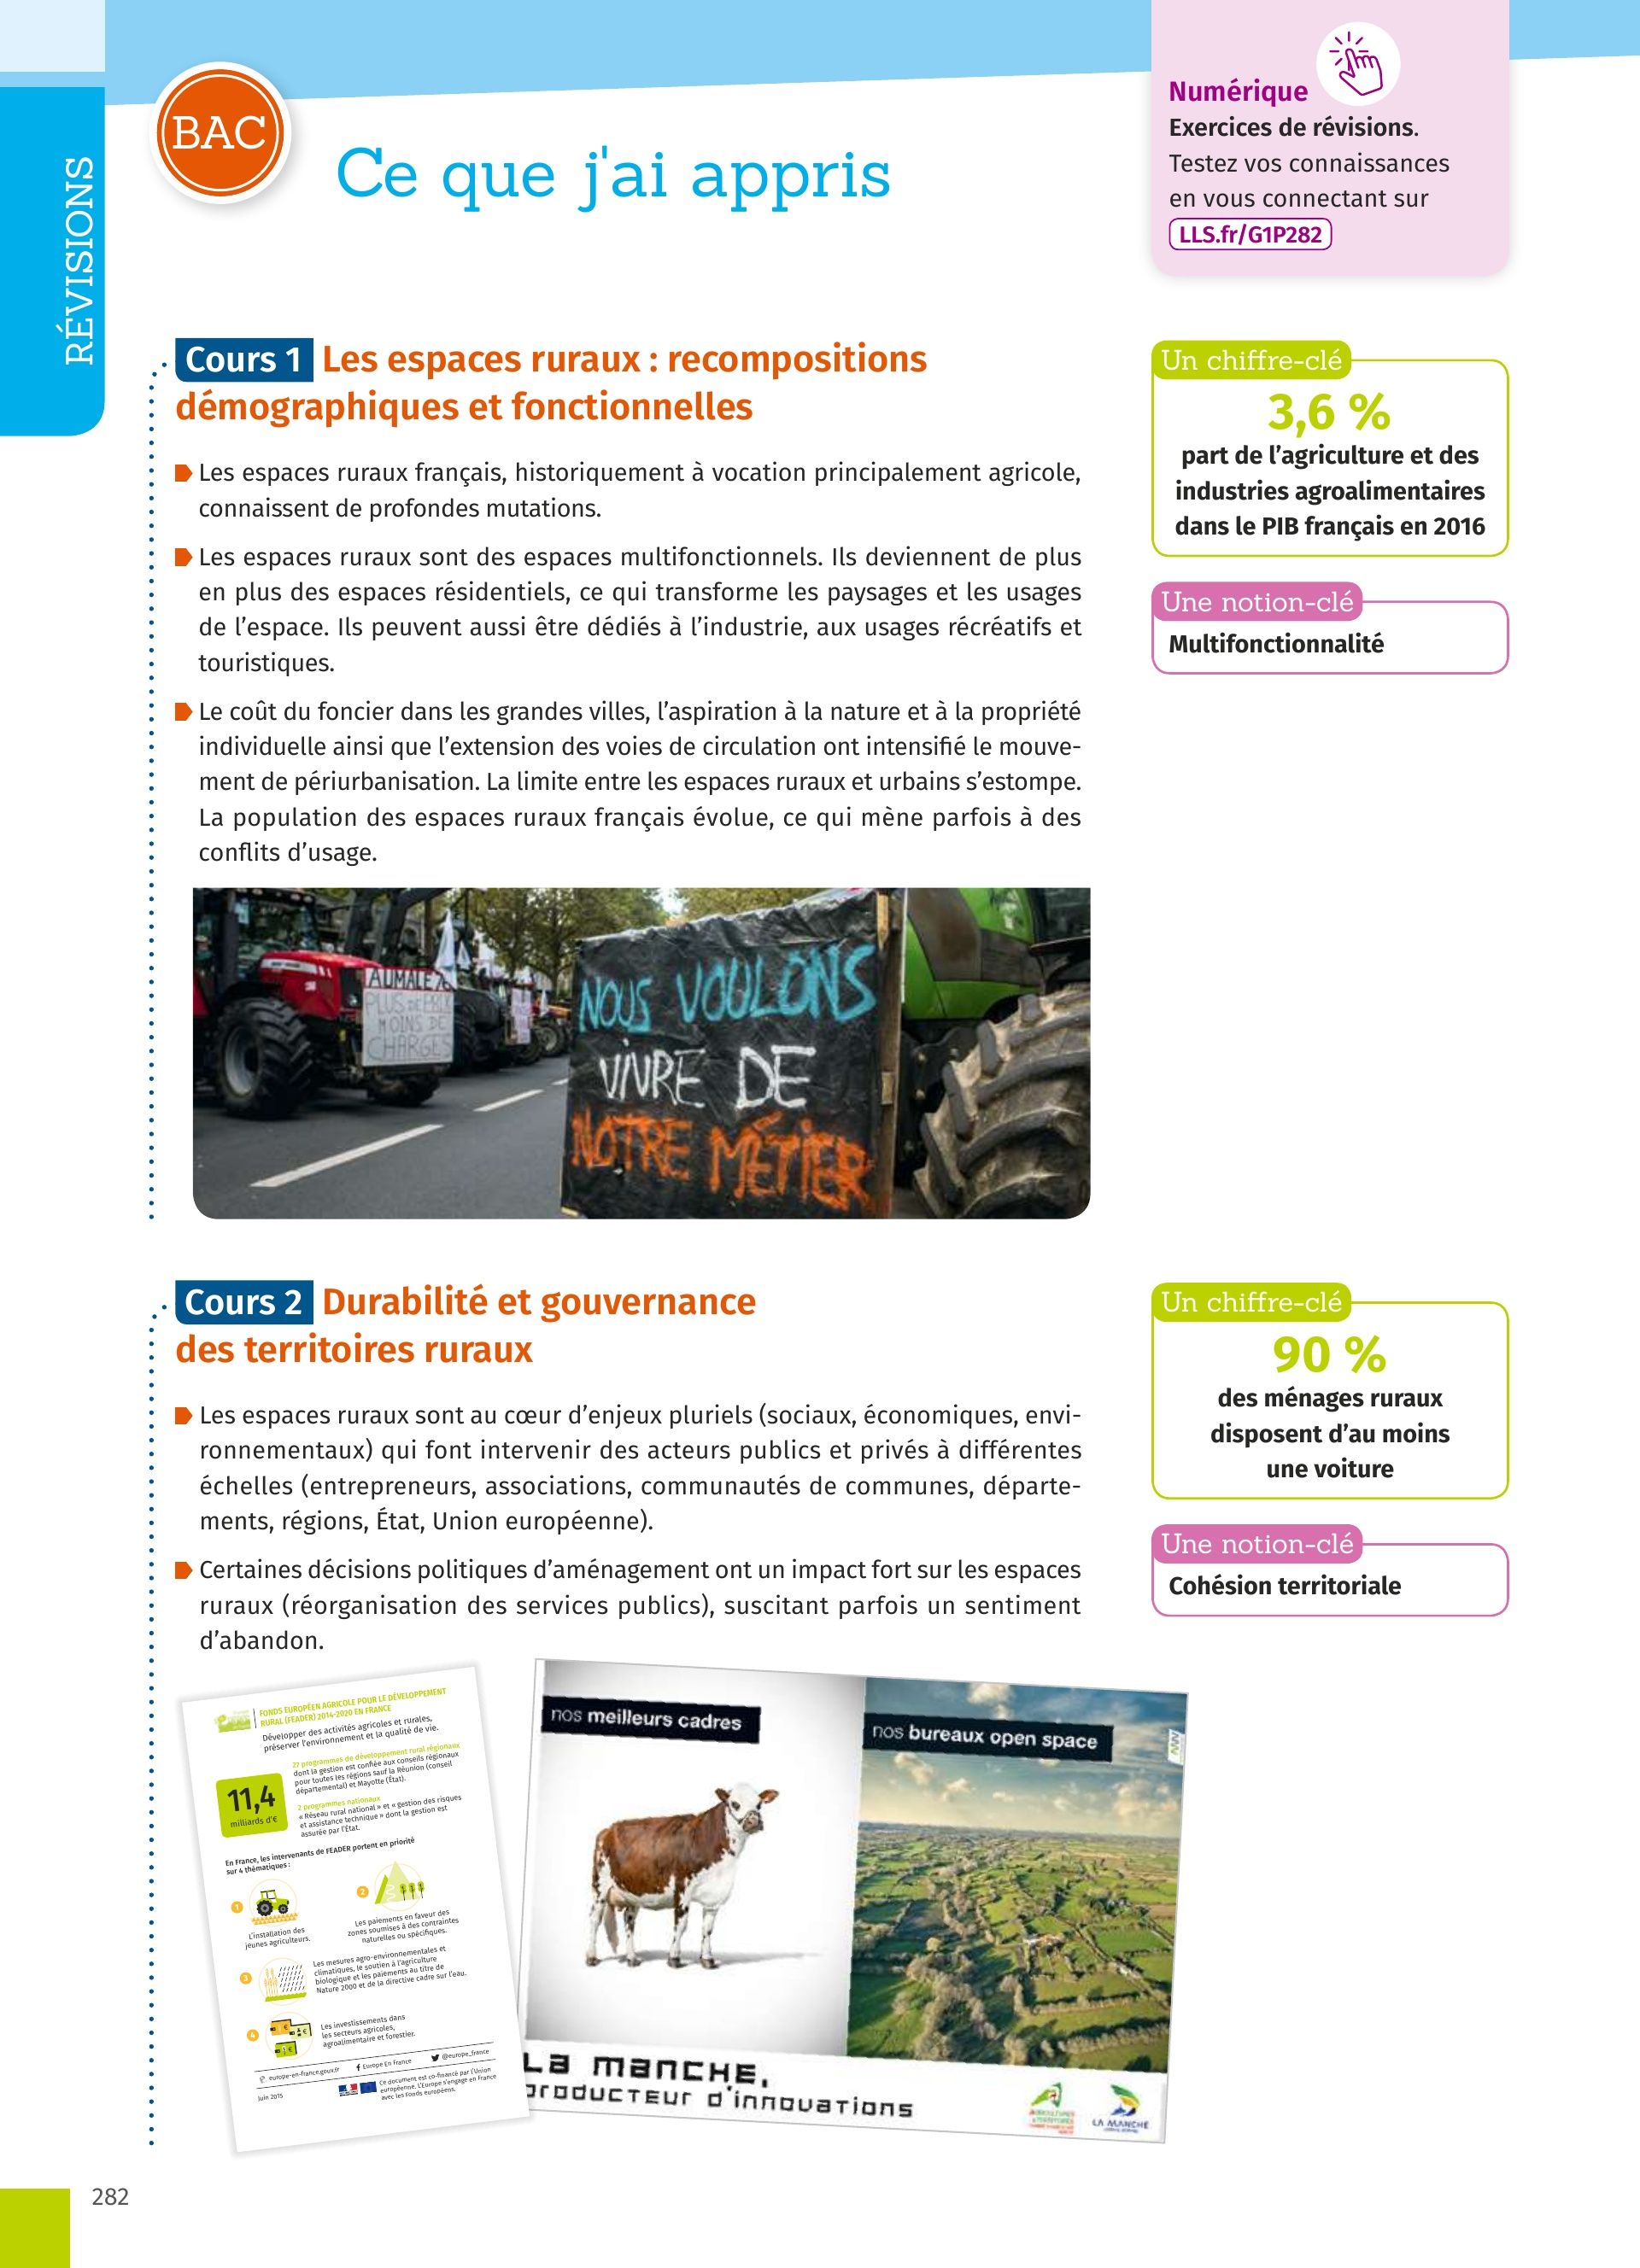 RÉVISIONS
BAC
Ce que j'ai appris
Numérique
Exercices de révisions.
Testez vos connaissances
en vous connectant sur
LLS.fr/G1P282
Cours 1 Les espaces ruraux : recompositions
démographiques et fonctionnelles
Les espaces ruraux français, historiquement à vocation principalement agricole,
connaissent de profondes mutations.
Les espaces ruraux sont des espaces multifonctionnels. Ils deviennent de plus
en plus des espaces résidentiels, ce qui transforme les paysages et les usages
de l’espace. Ils peuvent aussi être dédiés à l’industrie, aux usages récréatifs et
touristiques.
Le coût du foncier dans les grandes villes, l’aspiration à la nature et à la propriété
individuelle ainsi que l’extension des voies de circulation ont intensifié le mouve-
ment de périurbanisation. La limite entre les espaces ruraux et urbains s’estompe.
La population des espaces ruraux français évolue, ce qui mène parfois à des
conflits d’usage.
Un chiffre-clé
3,6 %
part de l’agriculture et des
industries agroalimentaires
dans le PIB français en 2016
Une notion-clé
Multifonctionnalité
AUMALE 76
PLUS DE PRIX
MOINS DE
CHARGES
NOUS VOULONS
VIVRE DE
NOTRE MÉTIER
Cours 2 Durabilité et gouvernance
des territoires ruraux
Les espaces ruraux sont au cœur d’enjeux pluriels (sociaux, économiques, envi-
ronnementaux) qui font intervenir des acteurs publics et privés à différentes
échelles (entrepreneurs, associations, communautés de communes, départe-
ments, régions, État, Union européenne).
Certaines décisions politiques d’aménagement ont un impact fort sur les espaces
ruraux (réorganisation des services publics), suscitant parfois un sentiment
d’abandon.
Un chiffre-clé
90 %
des ménages ruraux
disposent d’au moins
une voiture
Une notion-clé
Cohésion territoriale
FONDS EUROPÉEN AGRICOLE POUR LE DÉVELOPPEMENT
RURAL (FEADER) 2014-2020 EN FRANCE
Développer des activités agricoles et rurales,
préserver l’environnement et la qualité de vie.
11,4
milliards d’€
27 programmes de développement rural régionaux
dont la gestion est confiée aux conseils régionaux
pour toutes les régions sauf la Réunion (conseil
départemental) et Mayotte (État).
2 programmes nationaux
« Réseau rural national » et « gestion des risques
et assistance technique » dont la gestion est
assurée par l’État.
En France, les intervenants de FEADER portent en priorité
sur 4 thématiques :
1
L’installation des
jeunes agriculteurs.
2
Les paiements en faveur des
zones soumises à des contraintes
naturelles ou spécifiques.
3
Les mesures agro-environnementales et
climatiques, le soutien à l’agriculture
biologique et les paiements au titre de
Nature 2000 et de la directive cadre sur l’eau.
4
Les investissements dans
les secteurs agricoles,
agroalimentaire et forestier.
europe-en-france.gouv.fr
Europe En France
@europe_france
Juin 2015
Ce document est co-financé par l’Union
européenne. L’Europe s’engage en France
avec les Fonds européens.
nos meilleurs cadres
nos bureaux open space
La manche,
producteur d'innovations
LA MANCHE
282